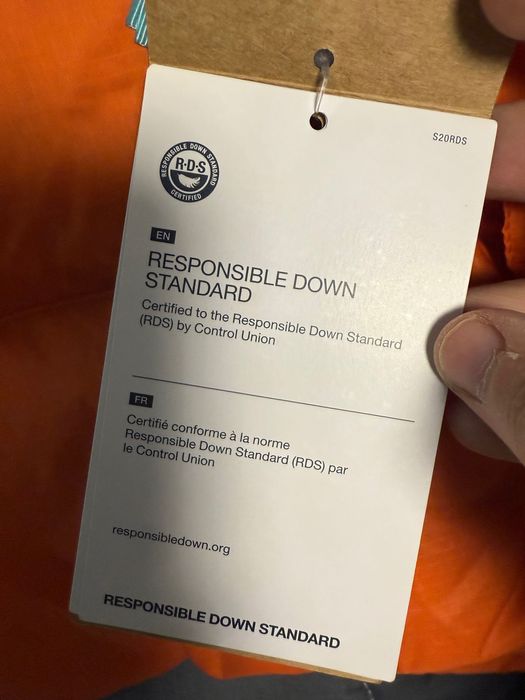 S20RDS
RESPONSIBLE DOWN STANDARD
R·D·S
CERTIFIED
EN
RESPONSIBLE DOWN
STANDARD
Certified to the Responsible Down Standard
(RDS) by Control Union
FR
Certifié conforme à la norme
Responsible Down Standard (RDS) par
le Control Union
responsibledown.org
RESPONSIBLE DOWN STANDARD